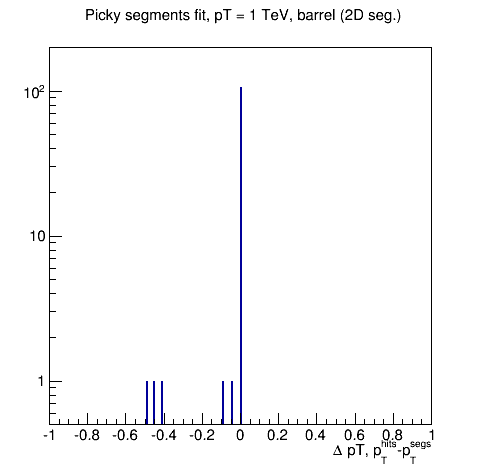 Picky segments fit, pT = 1 TeV, barrel (2D seg.)
10²
10
1
-1 -0.8 -0.6 -0.4 -0.2 0 0.2 0.4 0.6 0.8 1
Δ pT, p_T^hits-p_T^segs